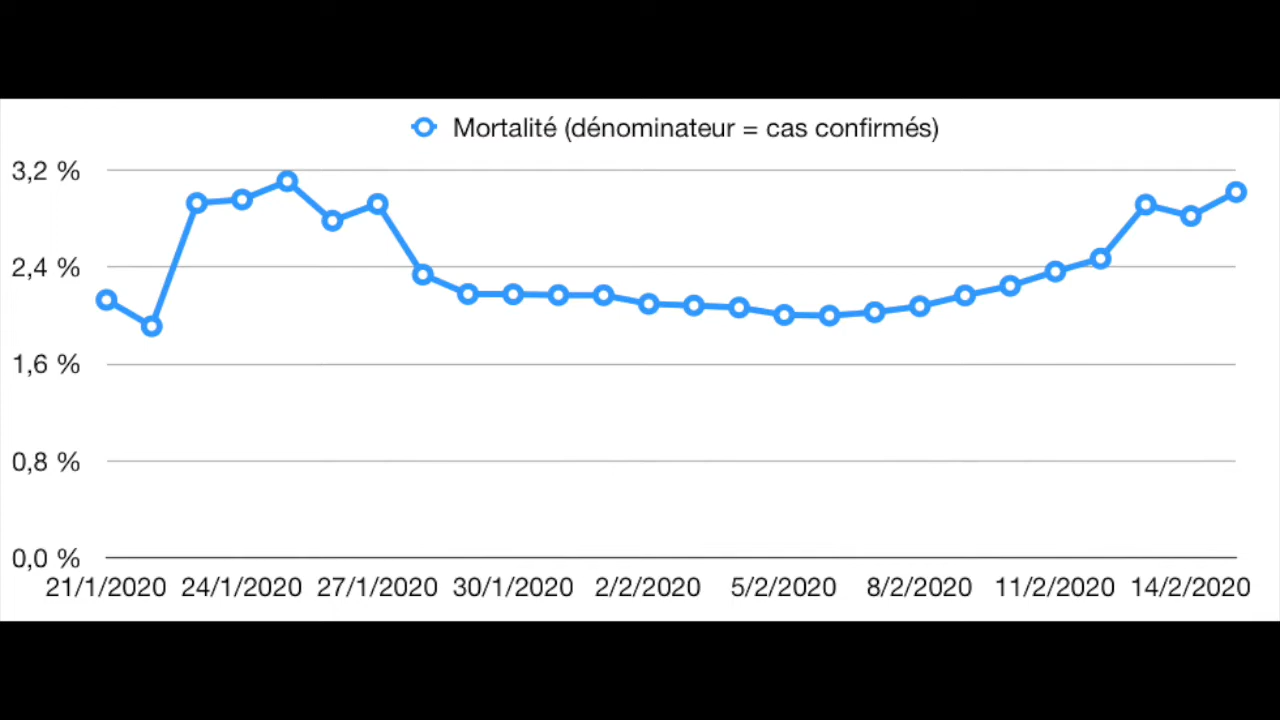 Mortalité (dénominateur = cas confirmés)
3,2 %
2,4 %
1,6 %
0,8 %
0,0 %
21/1/2020 24/1/2020 27/1/2020 30/1/2020 2/2/2020 5/2/2020 8/2/2020 11/2/2020 14/2/2020